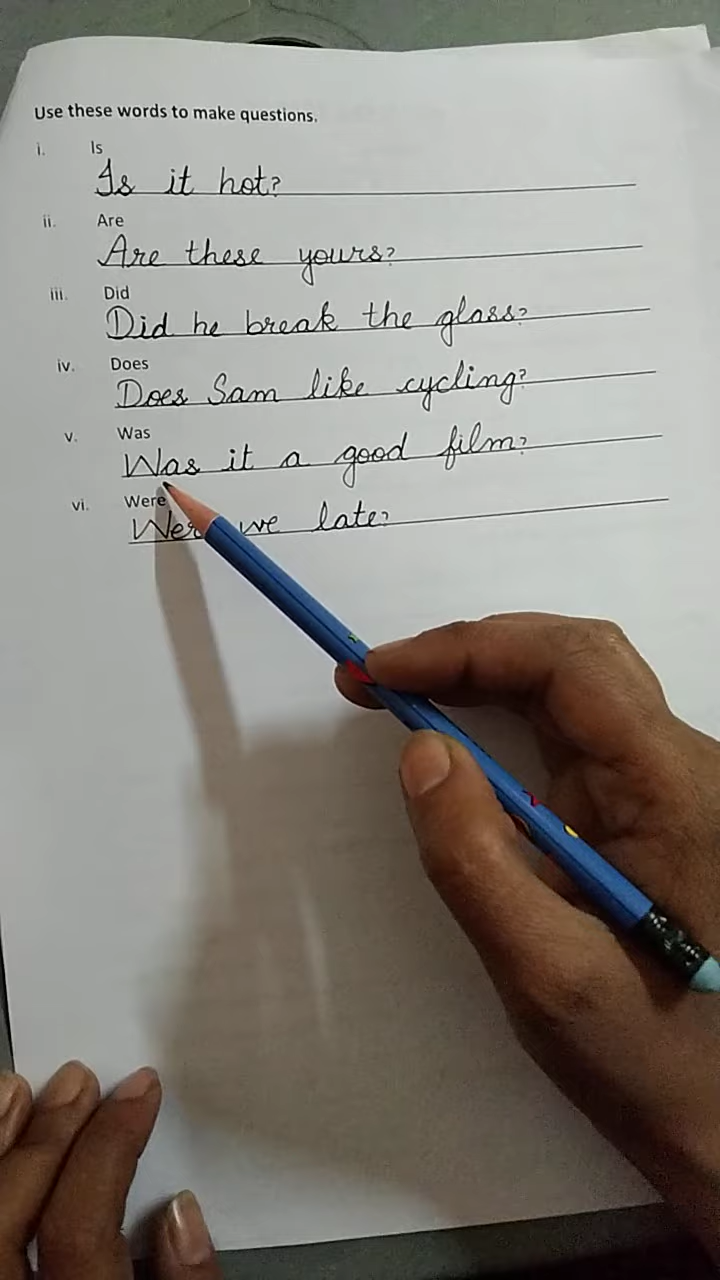 Use these words to make questions.
i. Is
Is it hot?
ii. Are
Are these yours?
iii. Did
Did he break the glass?
iv. Does
Does Sam like cycling?
v. Was
Was it a good film?
vi. Were
we late?